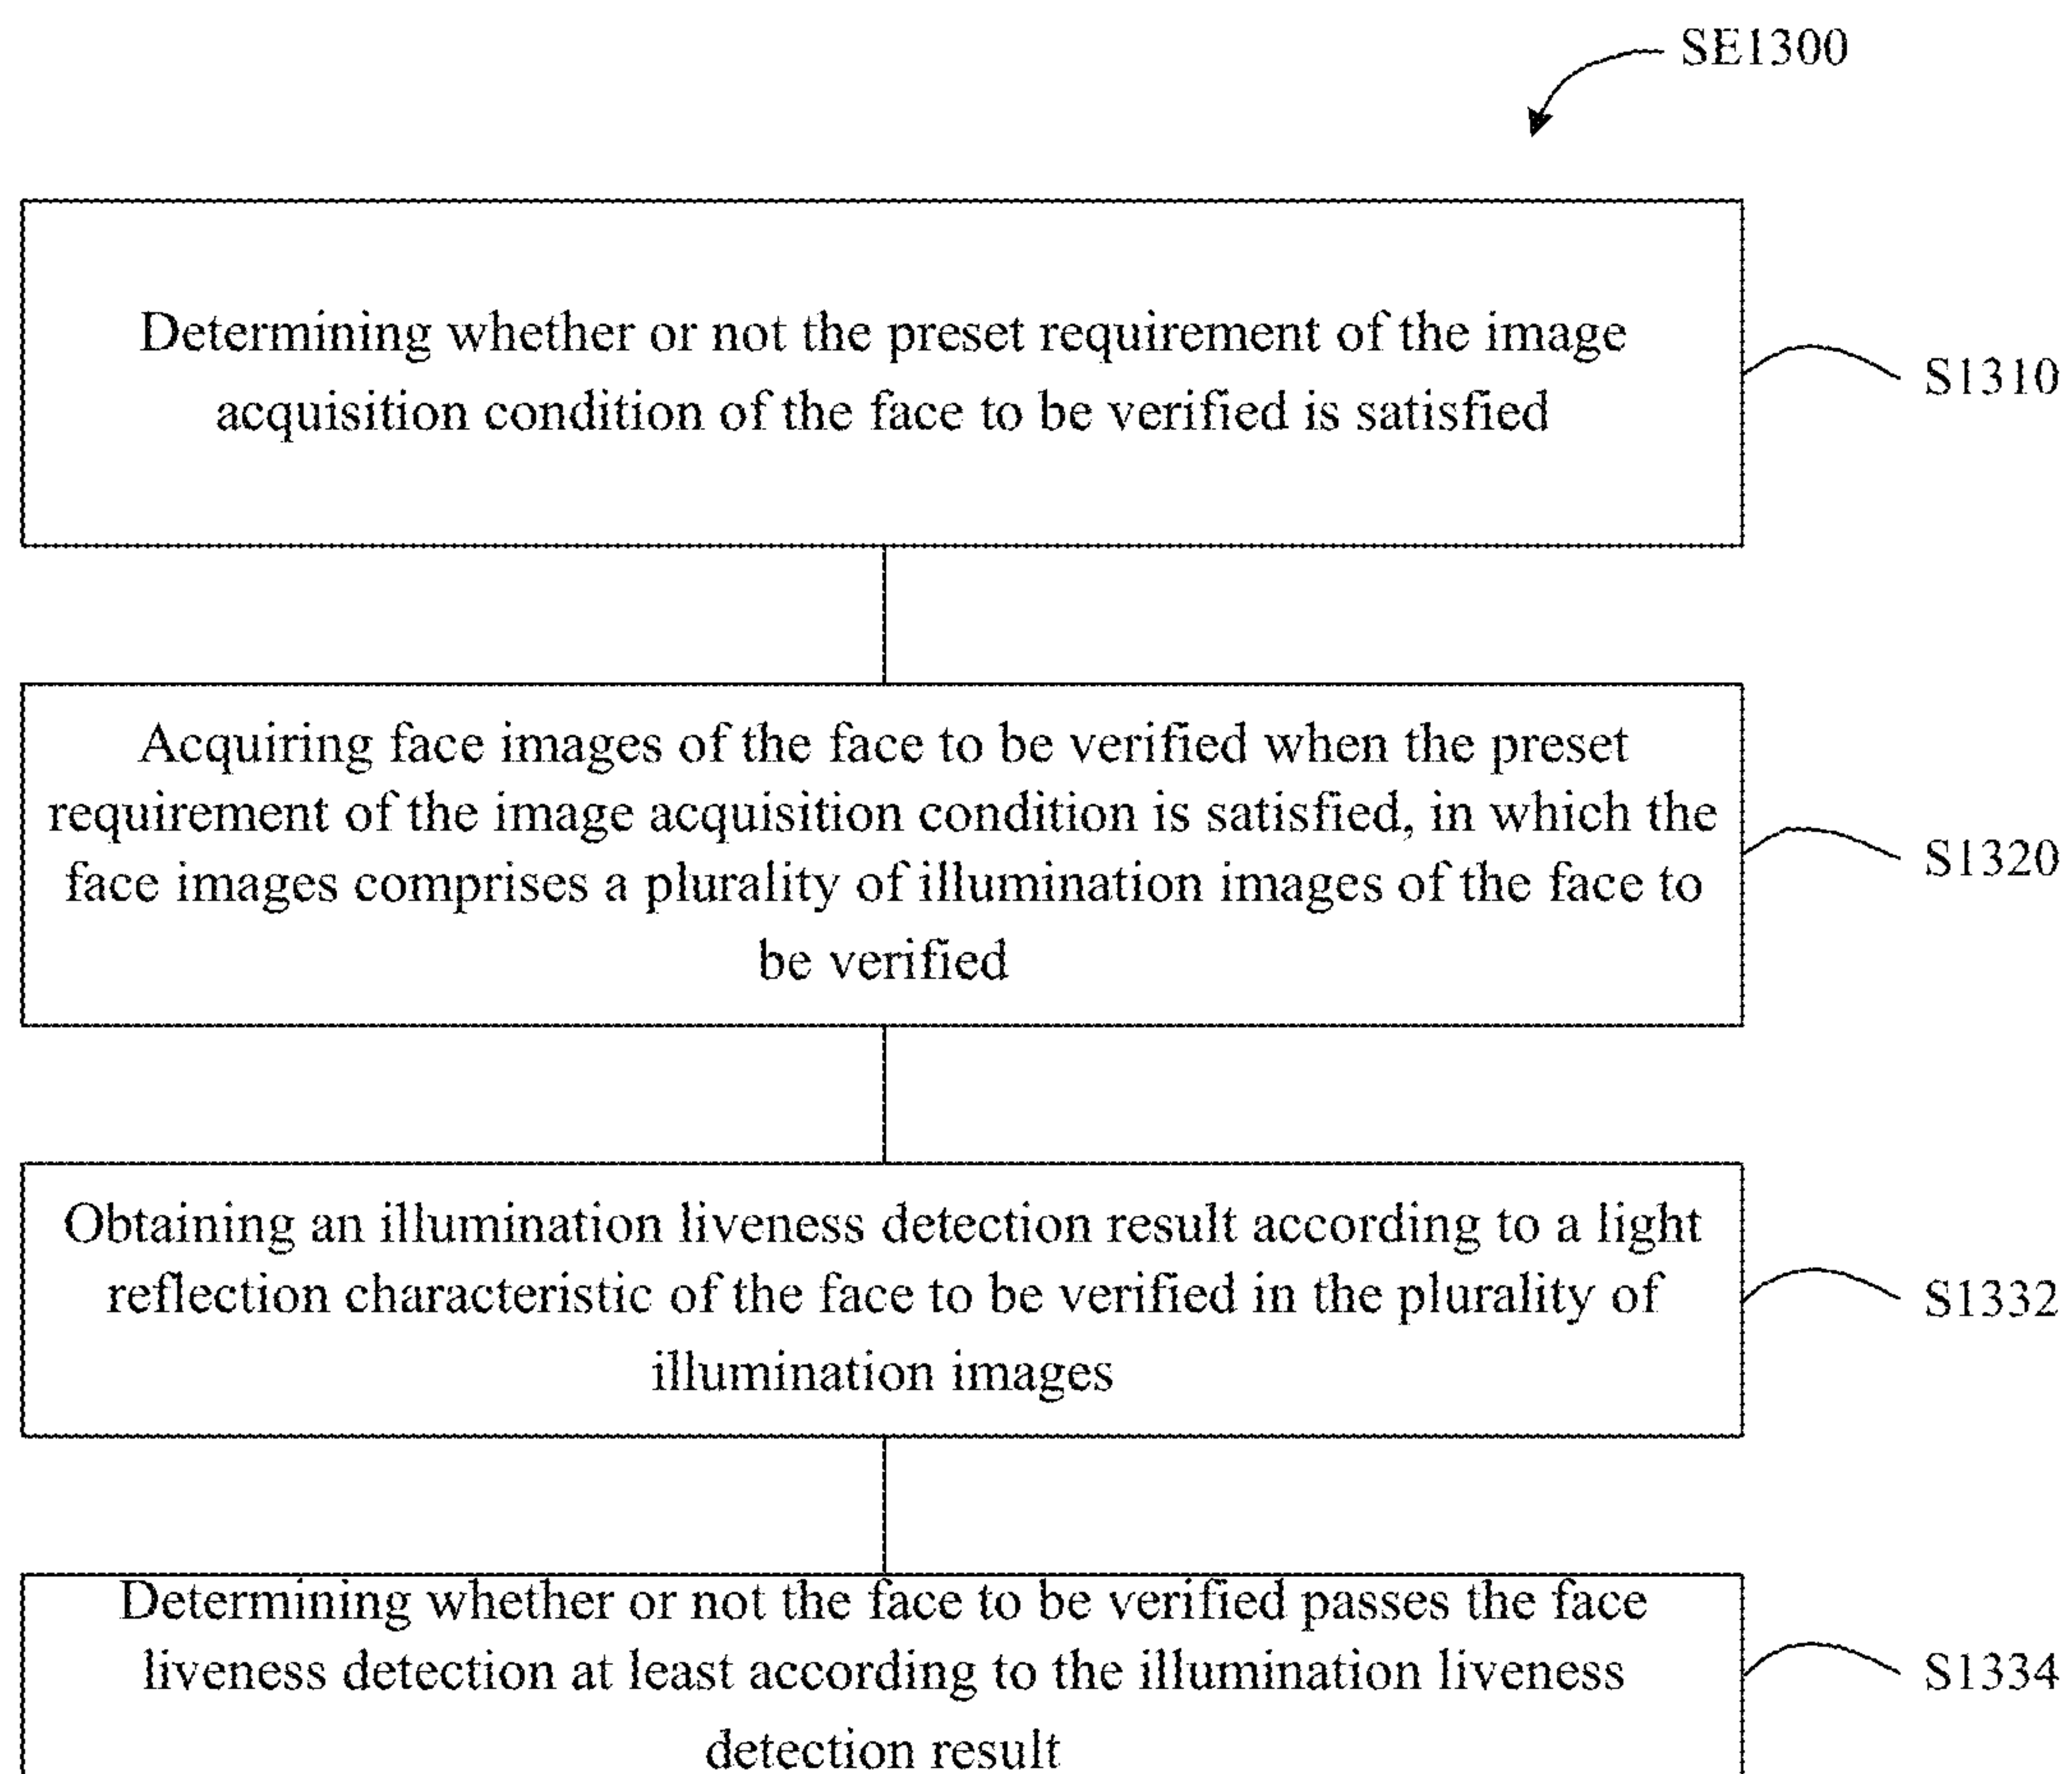 SE1300
Determining whether or not the preset requirement of the image
acquisition condition of the face to be verified is satisfied
S1310
Acquiring face images of the face to be verified when the preset
requirement of the image acquisition condition is satisfied, in which the
face images comprises a plurality of illumination images of the face to
be verified
S1320
Obtaining an illumination liveness detection result according to a light
reflection characteristic of the face to be verified in the plurality of
illumination images
S1332
Determining whether or not the face to be verified passes the face
liveness detection at least according to the illumination liveness
detection result
S1334